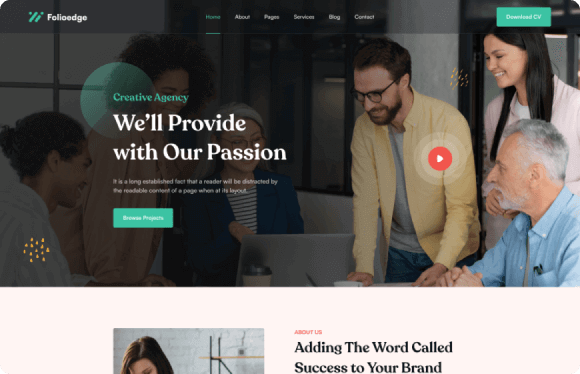 Folioedge
Home About Pages Services Blog Contact
Download CV
Creative Agency
We'll Provide
with Our Passion
It is a long established fact that a reader will be distracted by
the readable content of a page when at its layout.
Browse Projects
ABOUT US
Adding The Word Called
Success to Your Brand